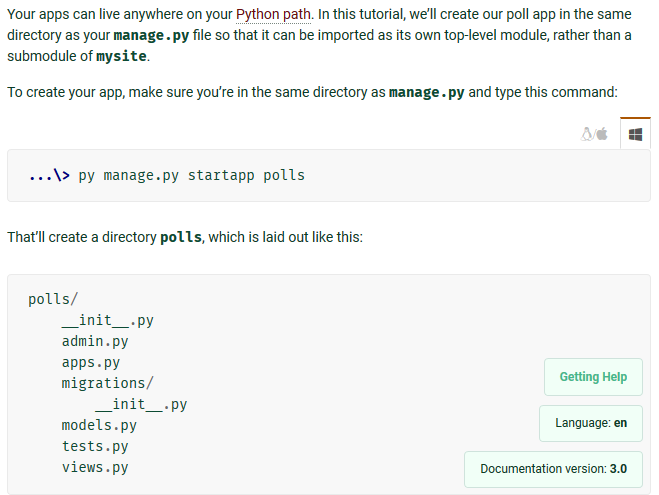 Your apps can live anywhere on your Python path. In this tutorial, we’ll create our poll app in the same
directory as your manage.py file so that it can be imported as its own top-level module, rather than a
submodule of mysite.
To create your app, make sure you’re in the same directory as manage.py and type this command:
/
...\> py manage.py startapp polls
That’ll create a directory polls, which is laid out like this:
polls/
    __init__.py
    admin.py
    apps.py
    migrations/
        __init__.py
    models.py
    tests.py
    views.py
Getting Help
Language: en
Documentation version: 3.0